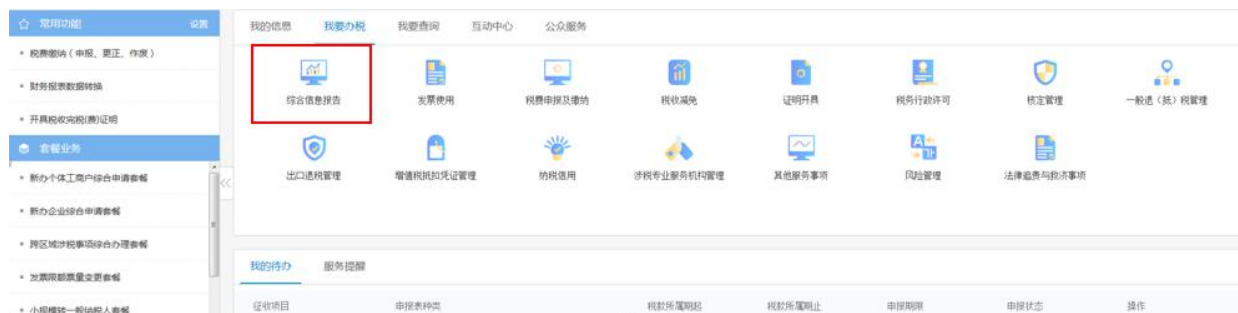 常用功能 设置
税费缴纳（申报、更正、作废）
财务报表数据转换
开具税收完税(费)证明
套餐业务
新办个体工商户综合申请套餐
新办企业综合申请套餐
跨区域涉税事项综合办理套餐
发票限额票量变更套餐
小规模转一般纳税人套餐
我的信息 我要办税 我要查询 互动中心 公众服务
综合信息报告 发票使用 税费申报及缴纳 税收减免 证明开具 税务行政许可 核定管理 一般退（抵）税管理
出口退税管理 增值税抵扣凭证管理 纳税信用 涉税专业服务机构管理 其他服务事项 风险管理 法律追责与救济事项
我的待办 服务提醒
征收项目 申报表种类 税款所属期起 税款所属期止 申报期限 申报状态 操作